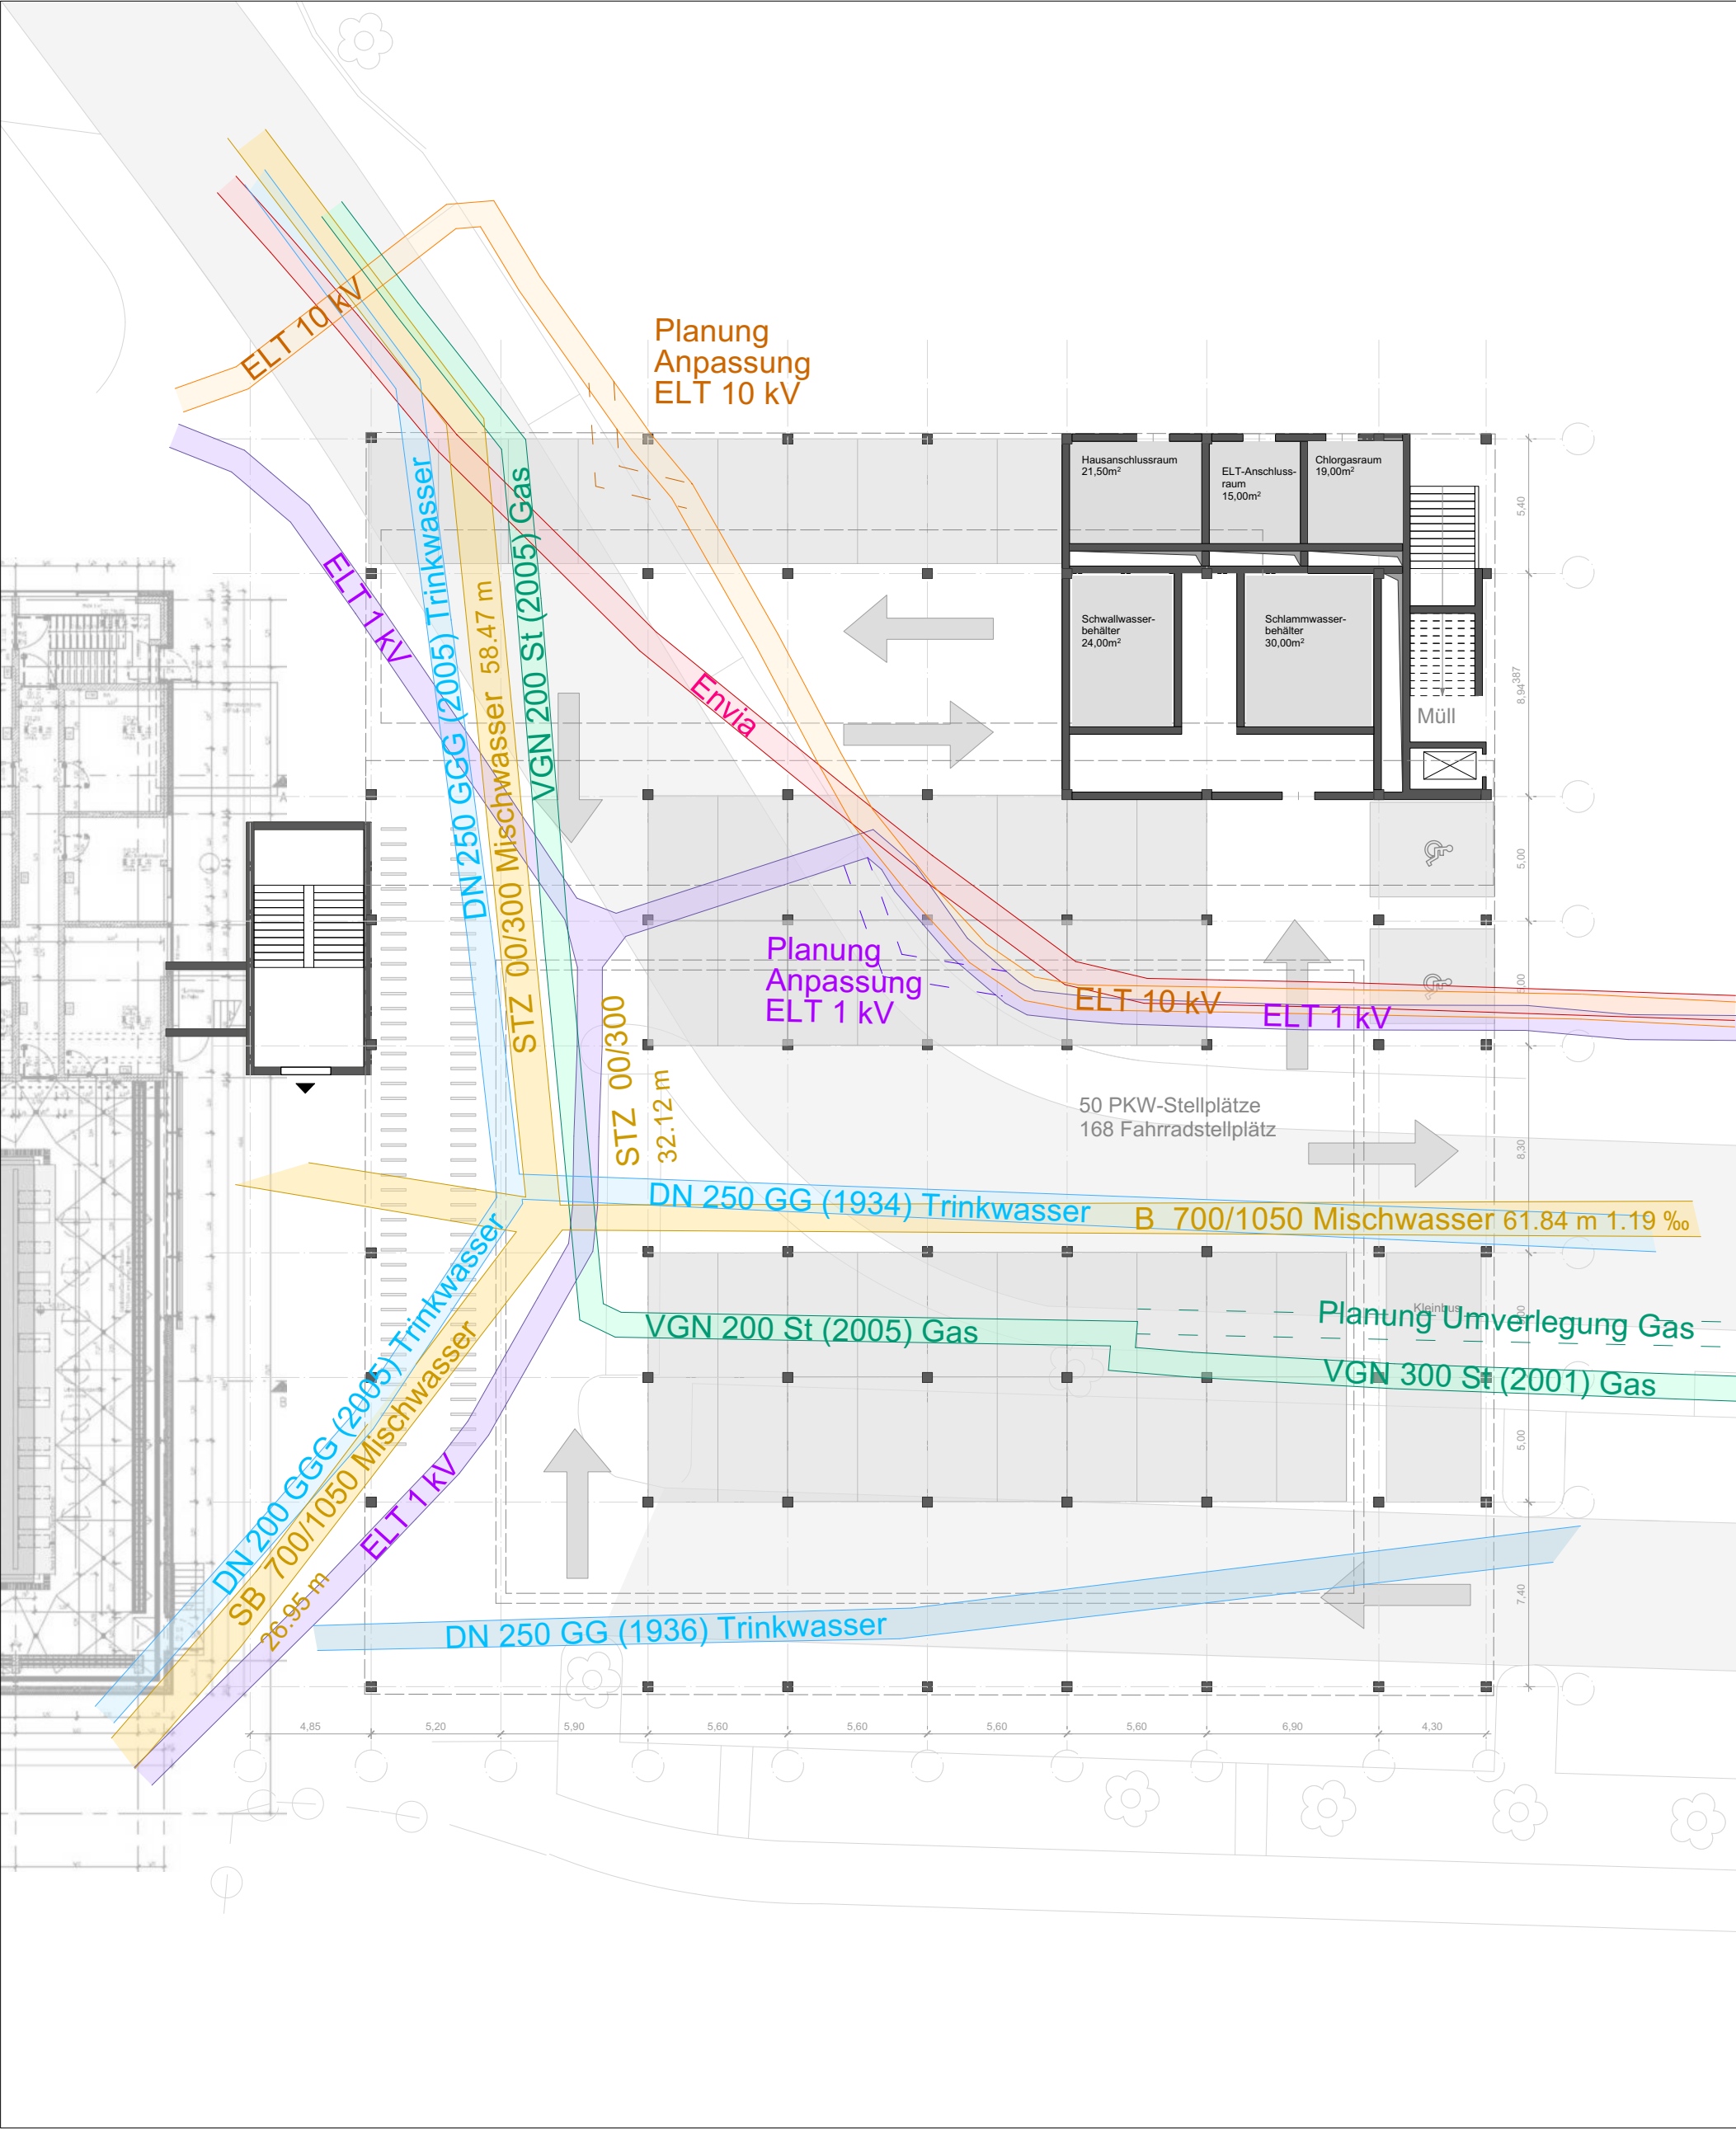 ELT 10 kV
Planung
Anpassung
ELT 10 kV
Hausanschlussraum
21,50m²
ELT-Anschluss-
raum
15,00m²
Chlorgasraum
19,00m²
5,40
ELT 1 kV
DN 250 GGG (2005) Trinkwasser
STZ 00/300 Mischwasser 58.47 m
VGN 200 St (2005) Gas
Envia
Schwallwasser-
behälter
24,00m²
Schlammwasser-
behälter
30,00m²
8,94³⁸⁷
Müll
5,00
Planung
Anpassung
ELT 1 kV
ELT 10 kV
ELT 1 kV
5,00
STZ 00/300
32.12 m
50 PKW-Stellplätze
168 Fahrradstellplätz
8,30
DN 250 GG (1934) Trinkwasser
B 700/1050 Mischwasser 61.84 m 1.19 ‰
Kleinbus
Planung Umverlegung Gas
VGN 200 St (2005) Gas
VGN 300 St (2001) Gas
5,00
DN 200 GGG (2005) Trinkwasser
SB 700/1050 Mischwasser
26.95 m
ELT 1 kV
7,40
DN 250 GG (1936) Trinkwasser
4,85
5,20
5,90
5,60
5,60
5,60
5,60
6,90
4,30